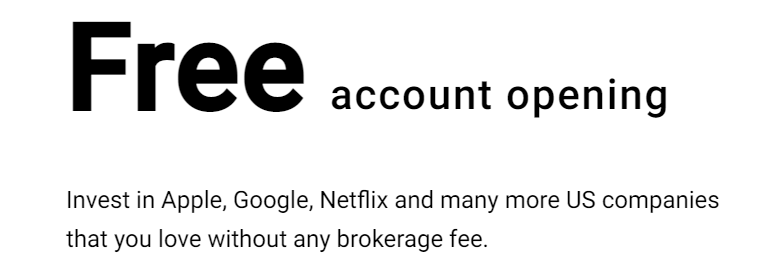 Free account opening
Invest in Apple, Google, Netflix and many more US companies
that you love without any brokerage fee.